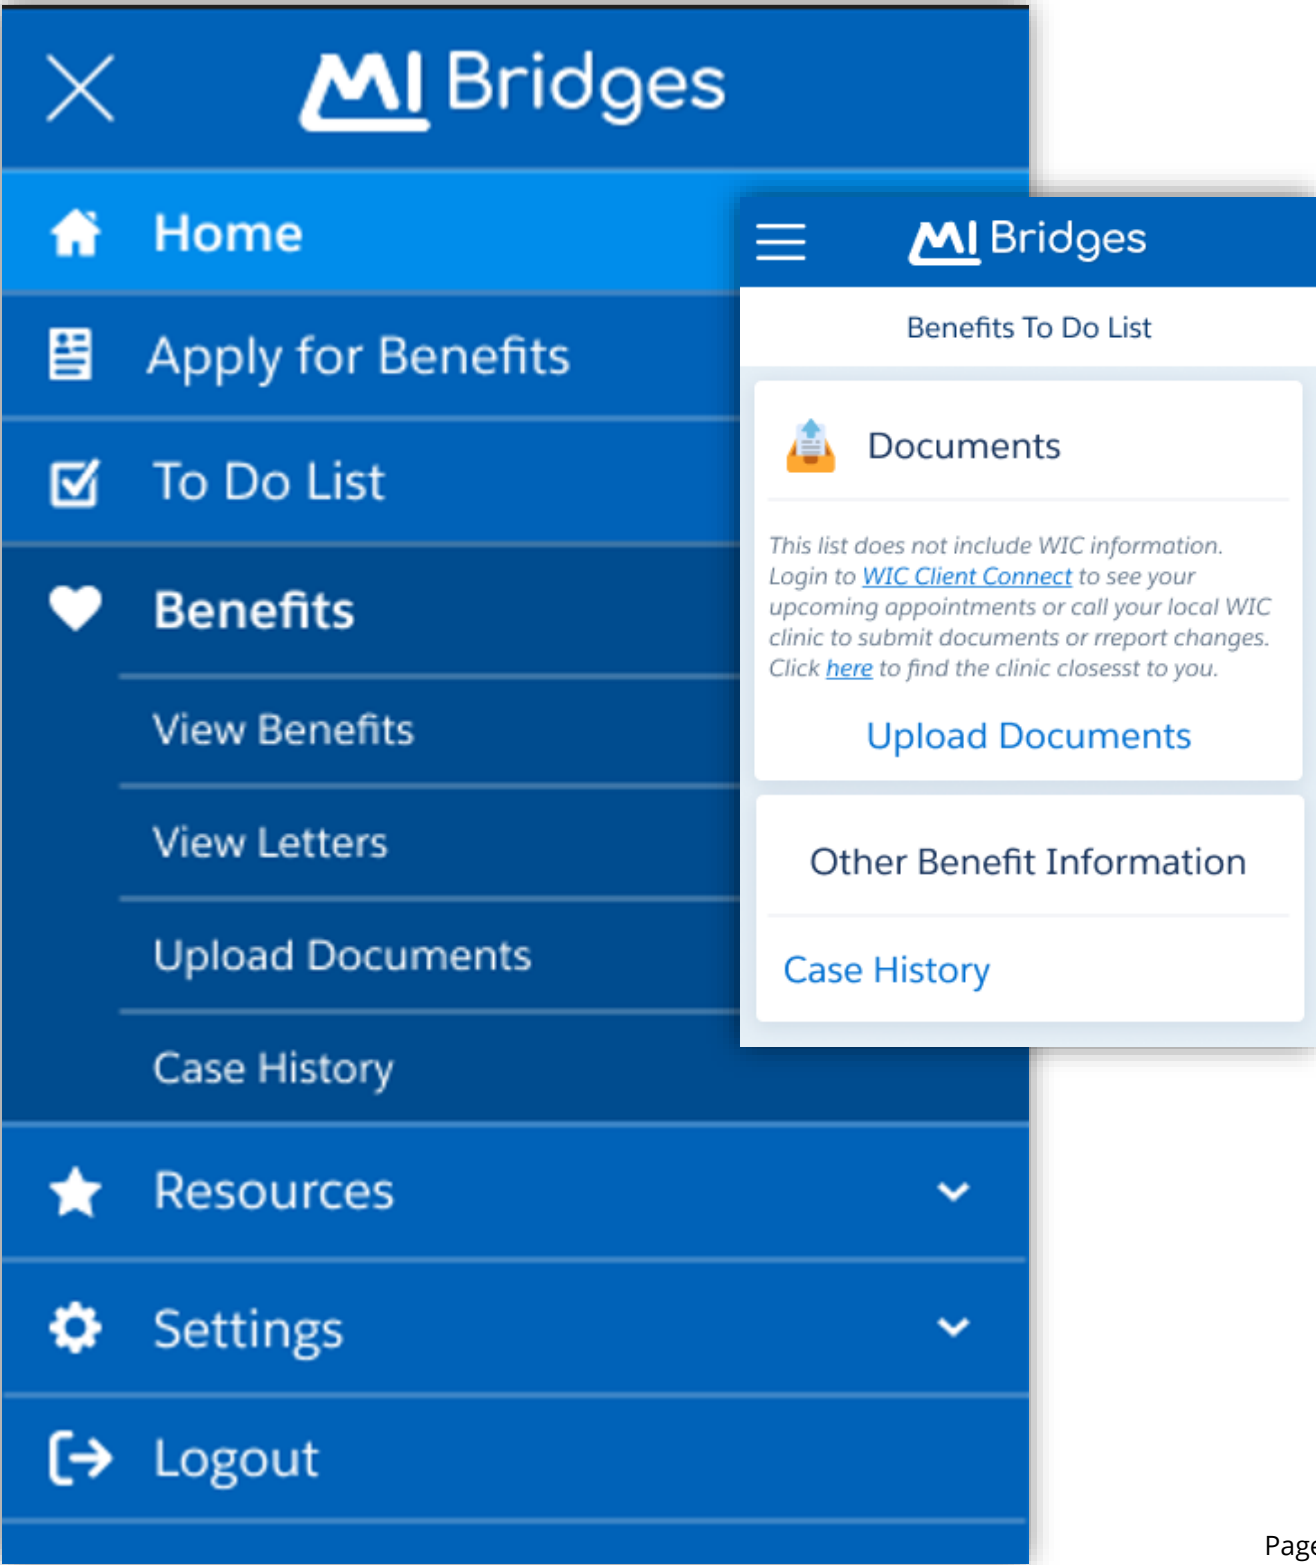 MI Bridges
Home
Apply for Benefits
To Do List
Benefits
View Benefits
View Letters
Upload Documents
Case History
Resources
Settings
Logout
MI Bridges
Benefits To Do List
Documents
This list does not include WIC information.
Login to WIC Client Connect to see your
upcoming appointments or call your local WIC
clinic to submit documents or rreport changes.
Click here to find the clinic closesst to you.
Upload Documents
Other Benefit Information
Case History
Page